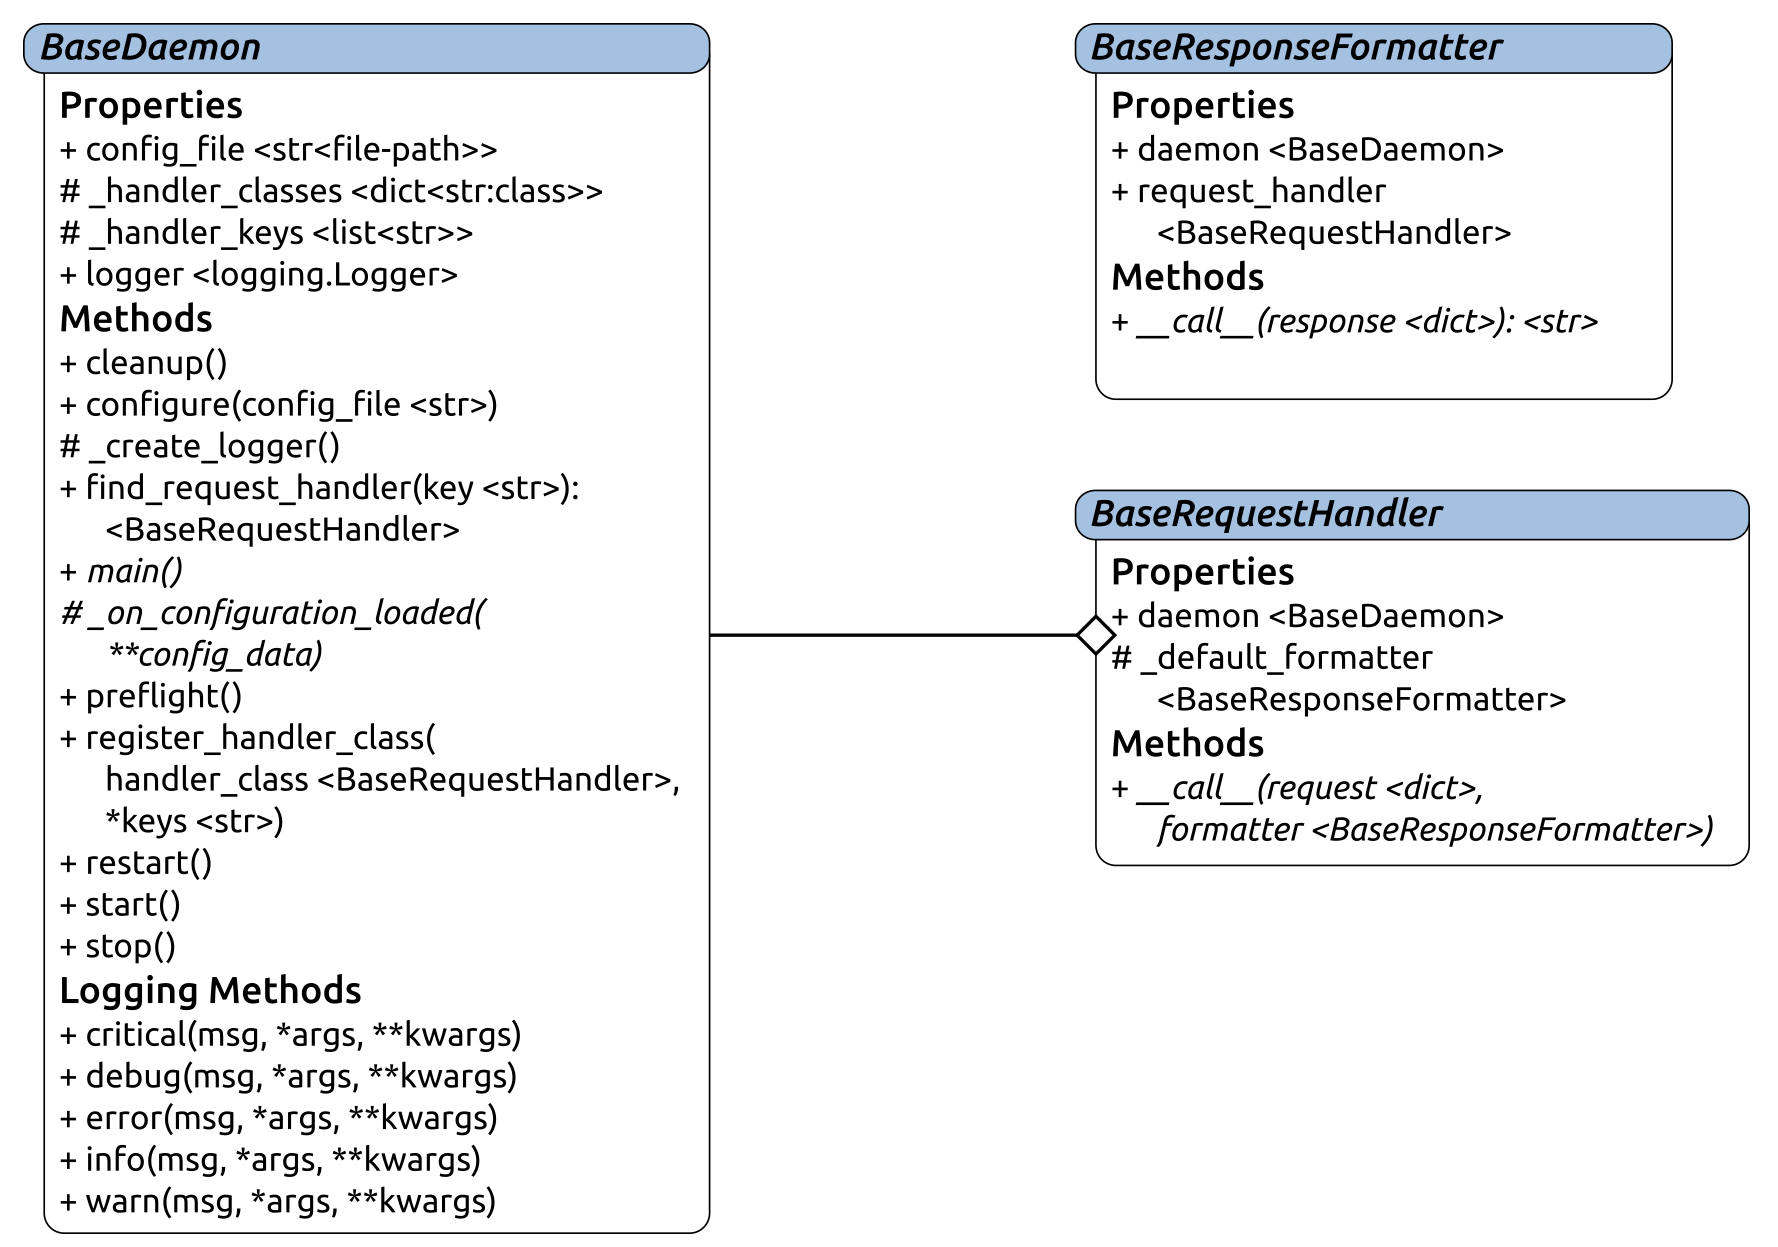 BaseDaemon
Properties
+ config_file <str<file-path>>
# _handler_classes <dict<str:class>>
# _handler_keys <list<str>>
+ logger <logging.Logger>
Methods
+ cleanup()
+ configure(config_file <str>)
# _create_logger()
+ find_request_handler(key <str>):
<BaseRequestHandler>
+ main()
# _on_configuration_loaded(
**config_data)
+ preflight()
+ register_handler_class(
handler_class <BaseRequestHandler>,
*keys <str>)
+ restart()
+ start()
+ stop()
Logging Methods
+ critical(msg, *args, **kwargs)
+ debug(msg, *args, **kwargs)
+ error(msg, *args, **kwargs)
+ info(msg, *args, **kwargs)
+ warn(msg, *args, **kwargs)
BaseResponseFormatter
Properties
+ daemon <BaseDaemon>
+ request_handler
<BaseRequestHandler>
Methods
+ __call__(response <dict>): <str>
BaseRequestHandler
Properties
+ daemon <BaseDaemon>
# _default_formatter
<BaseResponseFormatter>
Methods
+ __call__(request <dict>,
formatter <BaseResponseFormatter>)